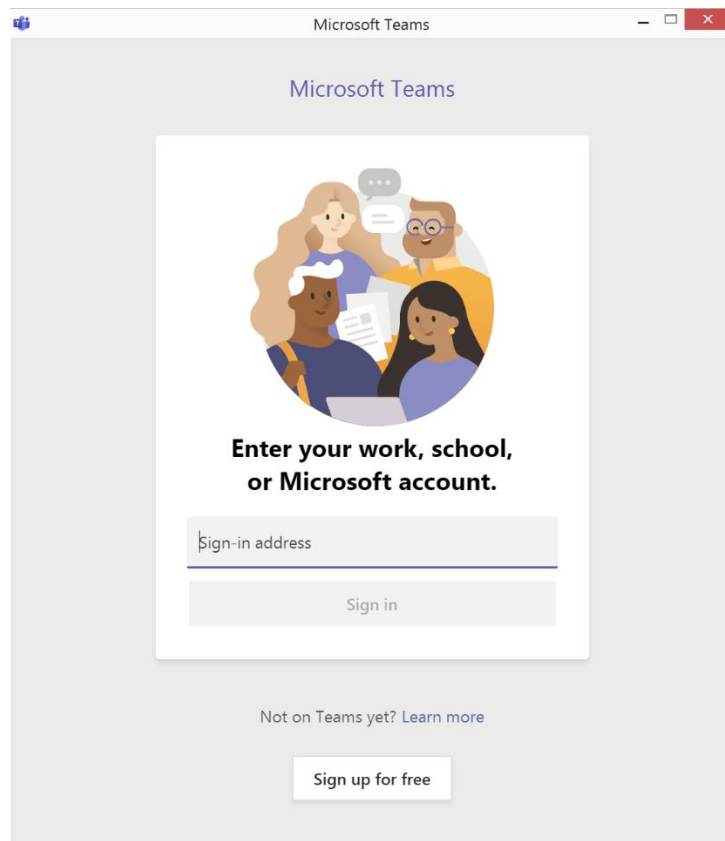 Microsoft Teams
Microsoft Teams
Enter your work, school,
or Microsoft account.
Sign-in address
Sign in
Not on Teams yet? Learn more
Sign up for free